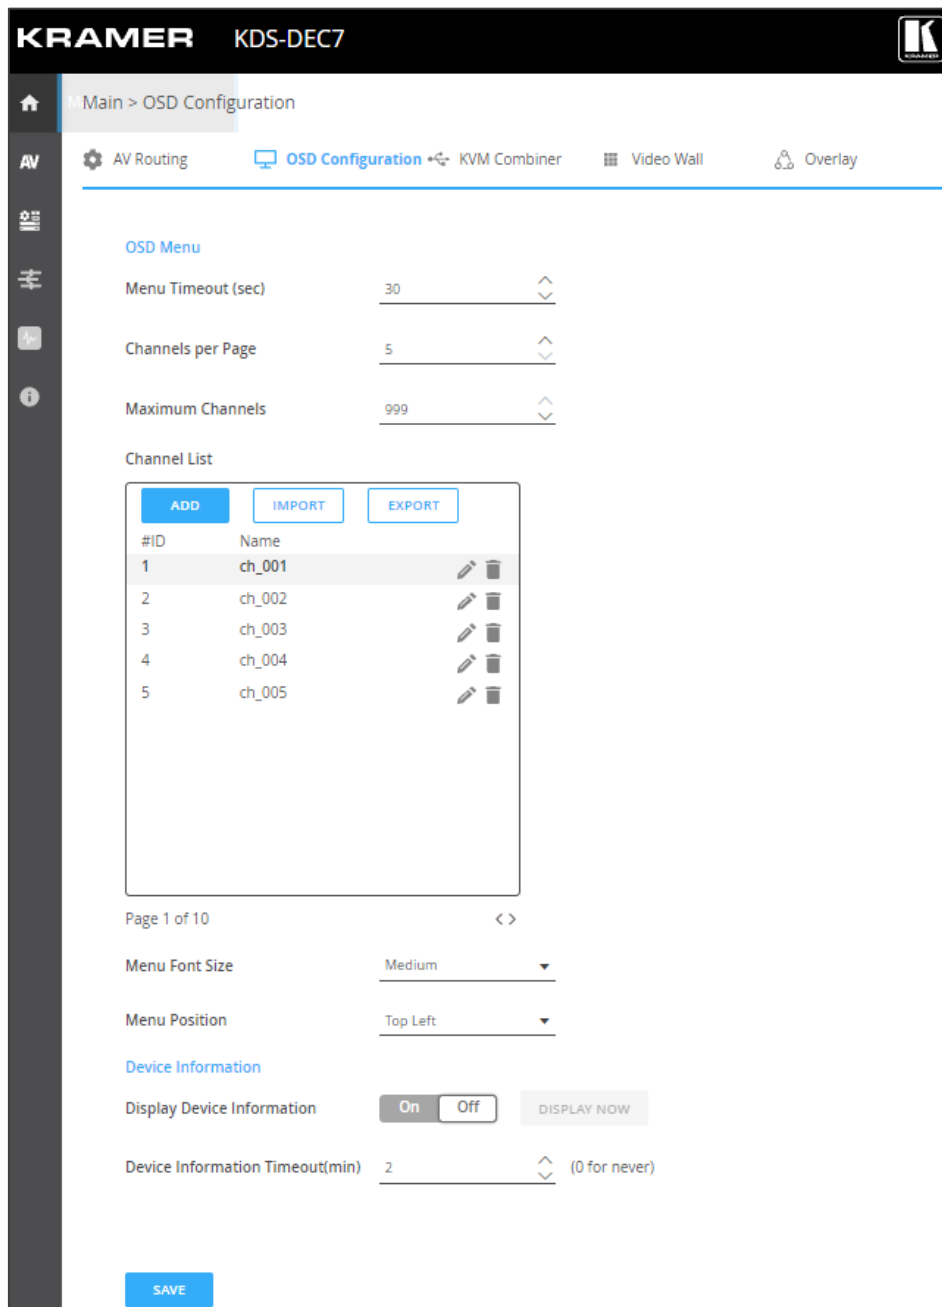 KRAMER KDS-DEC7
KRAMER
Main > OSD Configuration
AV
AV Routing OSD Configuration KVM Combiner Video Wall Overlay
OSD Menu
Menu Timeout (sec) 30
Channels per Page 5
Maximum Channels 999
Channel List
ADD IMPORT EXPORT
#ID Name
1 ch_001
2 ch_002
3 ch_003
4 ch_004
5 ch_005
Page 1 of 10 < >
Menu Font Size Medium
Menu Position Top Left
Device Information
Display Device Information On Off DISPLAY NOW
Device Information Timeout(min) 2 (0 for never)
SAVE